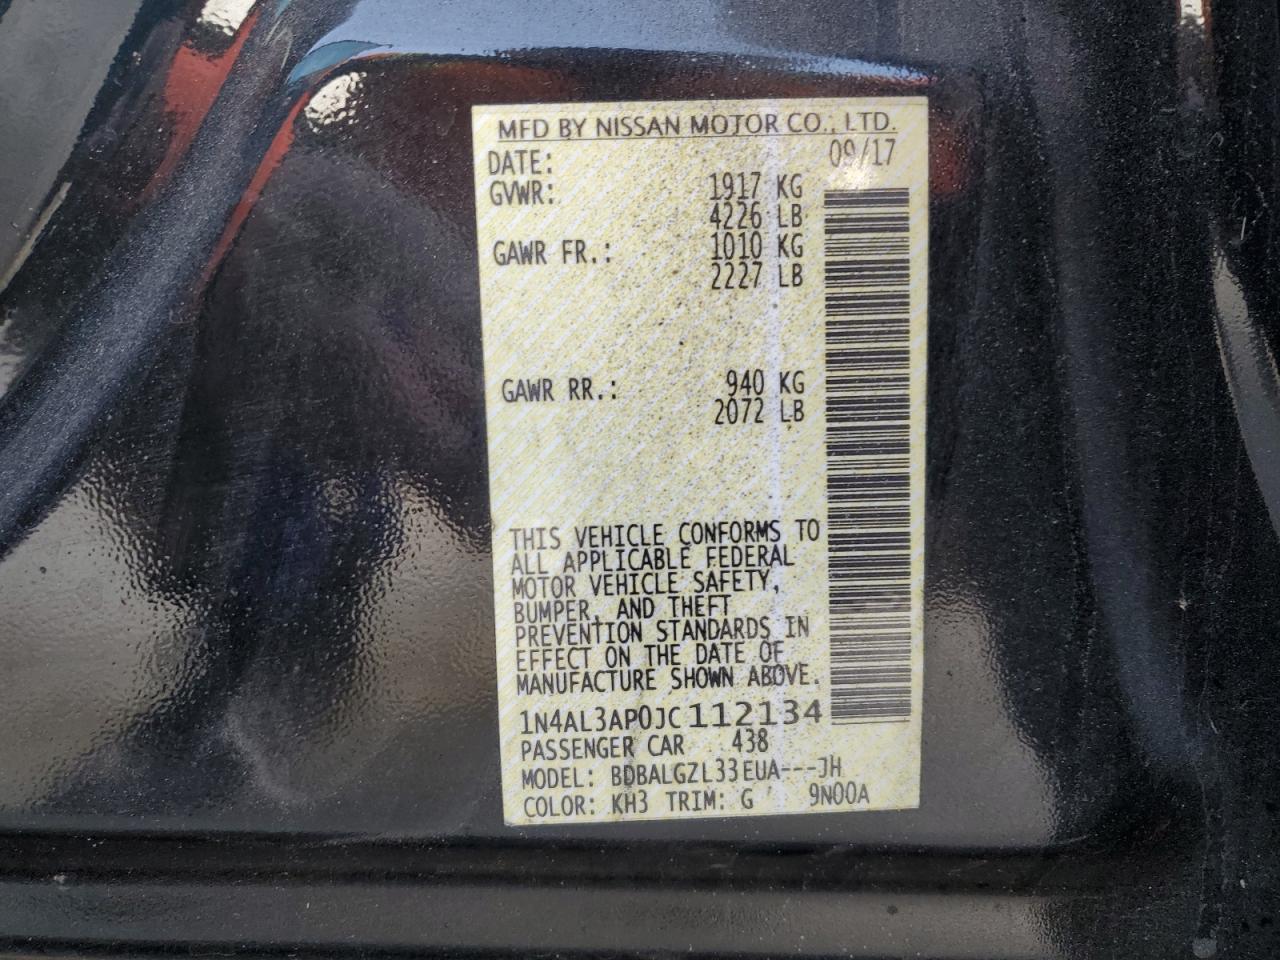 MFD BY NISSAN MOTOR CO., LTD.
DATE: 09/17
GVWR: 1917 KG
4226 LB
GAWR FR.: 1010 KG
2227 LB
GAWR RR.: 940 KG
2072 LB
THIS VEHICLE CONFORMS TO
ALL APPLICABLE FEDERAL
MOTOR VEHICLE SAFETY,
BUMPER, AND THEFT
PREVENTION STANDARDS IN
EFFECT ON THE DATE OF
MANUFACTURE SHOWN ABOVE.
1N4AL3AP0JC112134
PASSENGER CAR 438
MODEL: BDBALGZL33EUA---JH
COLOR: KH3 TRIM: G 9N00A